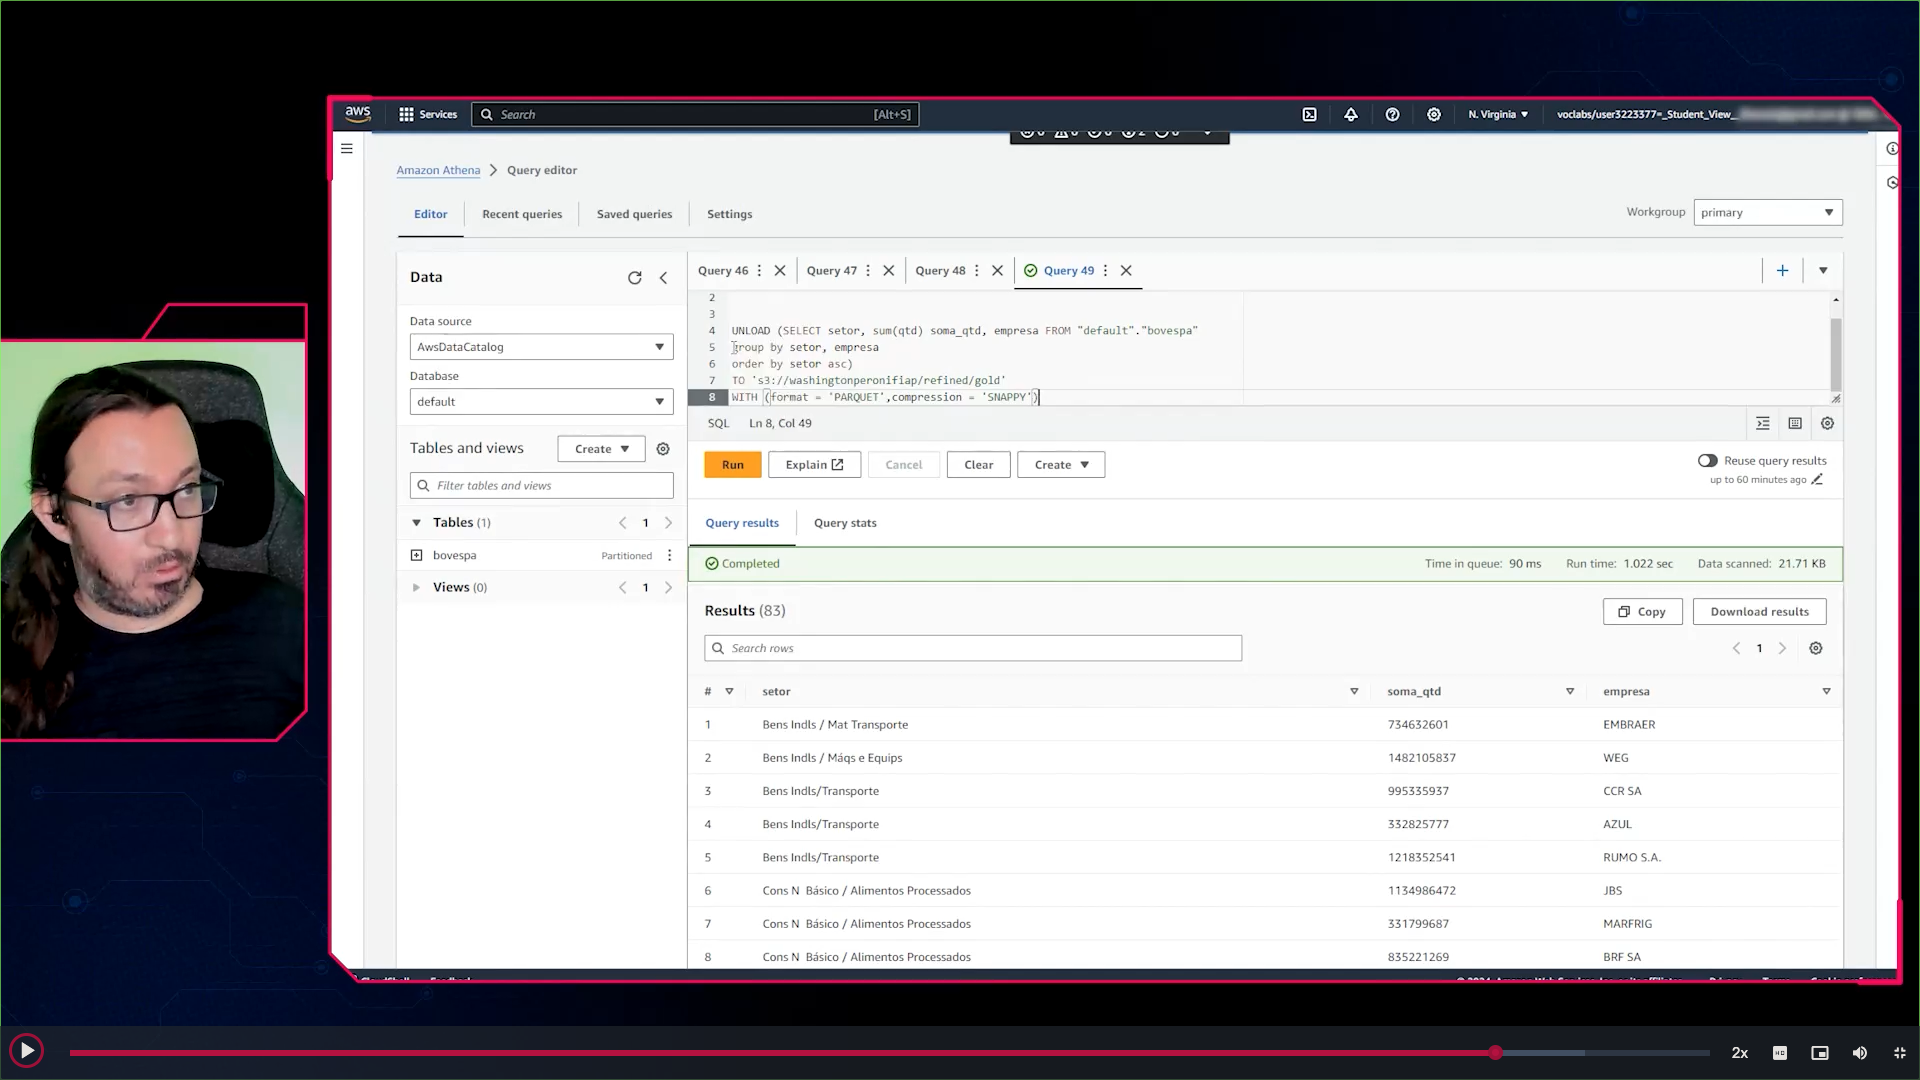 aws
Services
Search
[Alt+S]
N. Virginia
voclabs/user3223377=_Student_View_
Amazon Athena
Query editor
Editor
Recent queries
Saved queries
Settings
Workgroup
primary
Data
Data source
AwsDataCatalog
Database
default
Tables and views
Create
Filter tables and views
Tables (1)
1
bovespa
Partitioned
Views (0)
1
Query 46
Query 47
Query 48
Query 49
2
3
4 UNLOAD (SELECT setor, sum(qtd) soma_qtd, empresa FROM "default"."bovespa"
5 group by setor, empresa
6 order by setor asc)
7 TO 's3://washingtonperonifiap/refined/gold'
8 WITH (format = 'PARQUET',compression = 'SNAPPY')
SQL Ln 8, Col 49
Run
Explain
Cancel
Clear
Create
Reuse query results
up to 60 minutes ago
Query results
Query stats
Completed
Time in queue: 90 ms Run time: 1.022 sec Data scanned: 21.71 KB
Results (83)
Copy
Download results
Search rows
1
# setor soma_qtd empresa
1 Bens Indls / Mat Transporte 734632601 EMBRAER
2 Bens Indls / Máqs e Equips 1482105837 WEG
3 Bens Indls/Transporte 995335937 CCR SA
4 Bens Indls/Transporte 332825777 AZUL
5 Bens Indls/Transporte 1218352541 RUMO S.A.
6 Cons N Básico / Alimentos Processados 1134986472 JBS
7 Cons N Básico / Alimentos Processados 331799687 MARFRIG
8 Cons N Básico / Alimentos Processados 835221269 BRF SA
2x